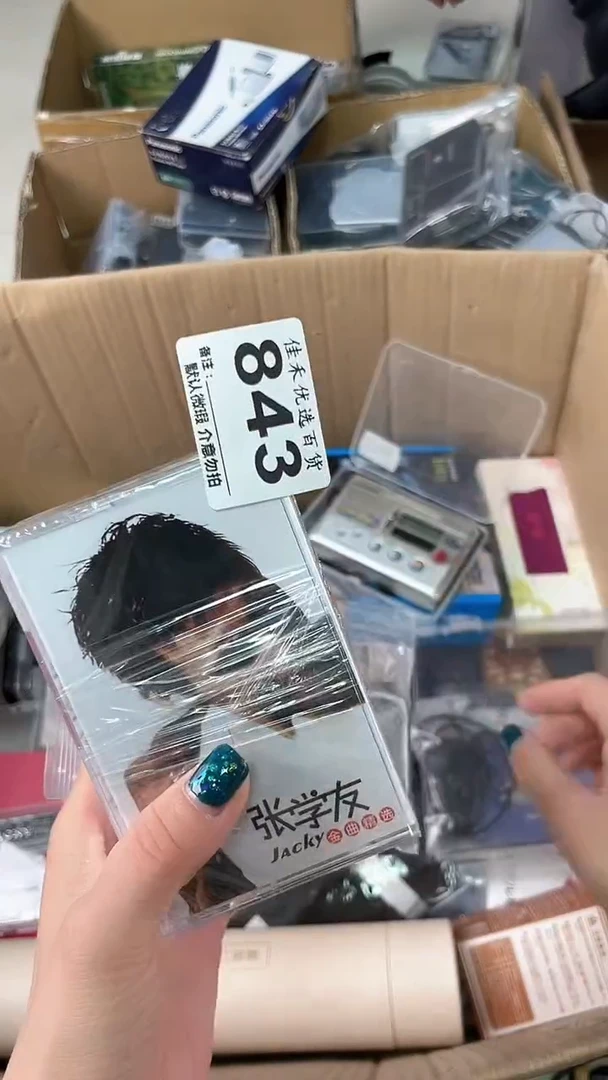 Panasonic
佳禾优选百货
843
备注：
默认微瑕 介意勿拍
张学友
JACKY 金曲精选